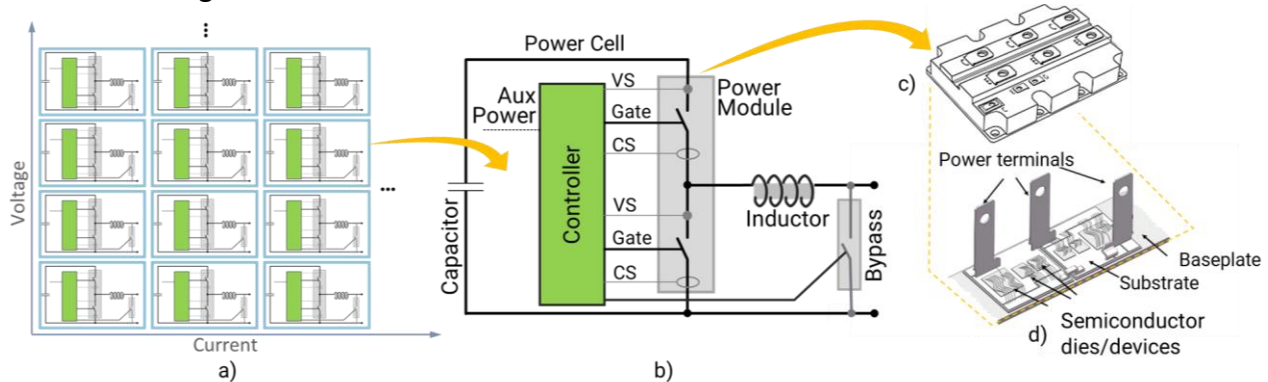 Voltage
Current
a)
Power Cell
Aux
Power
Controller
Capacitor
VS
Gate
CS
VS
Gate
CS
Power
Module
Inductor
Bypass
b)
c)
Power terminals
Baseplate
Substrate
Semiconductor
dies/devices
d)